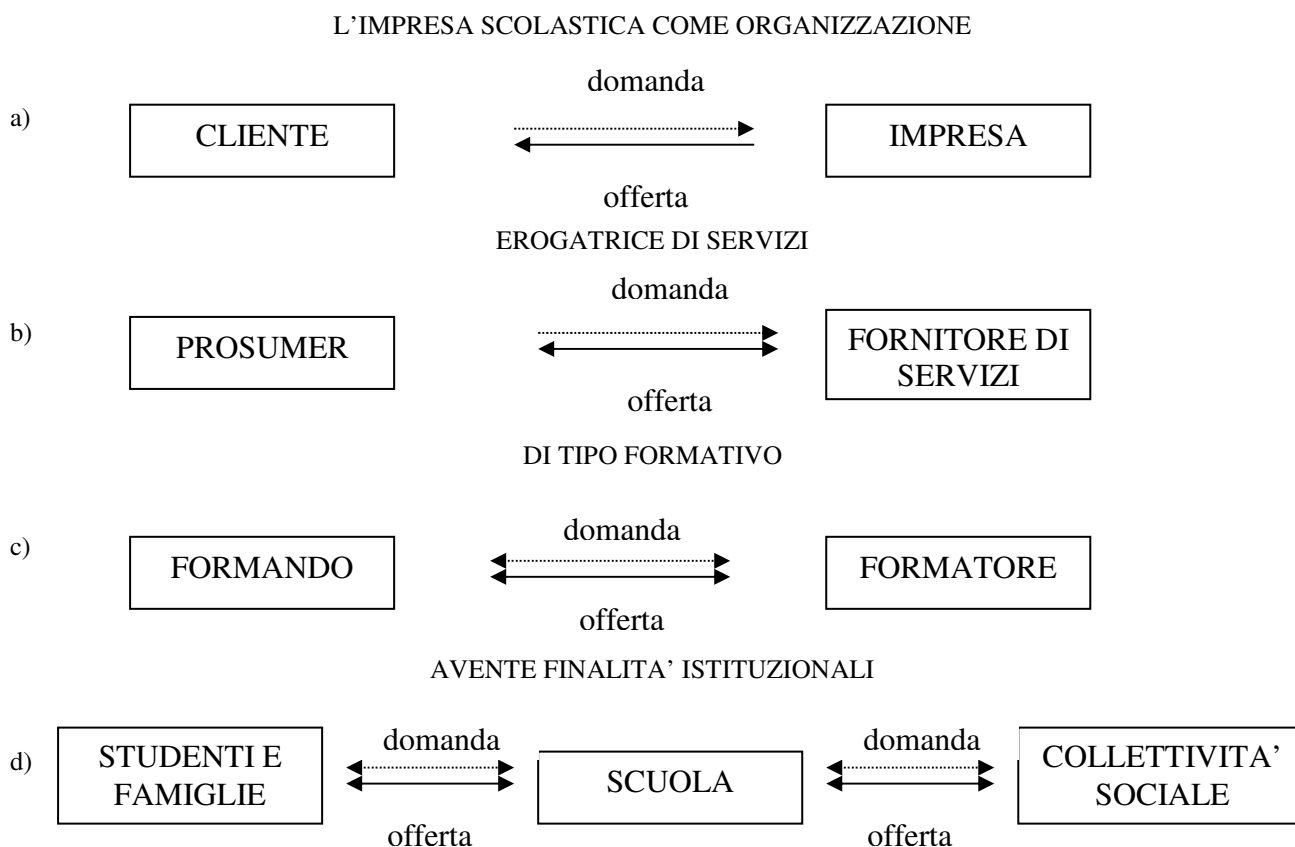 L'IMPRESA SCOLASTICA COME ORGANIZZAZIONE
domanda
a)
CLIENTE
IMPRESA
offerta
EROGATRICE DI SERVIZI
domanda
b)
PROSUMER
FORNITORE DI
SERVIZI
offerta
DI TIPO FORMATIVO
domanda
c)
FORMANDO
FORMATORE
offerta
AVENTE FINALITA' ISTITUZIONALI
d)
STUDENTI E
FAMIGLIE
domanda
offerta
SCUOLA
domanda
offerta
COLLETTIVITA'
SOCIALE